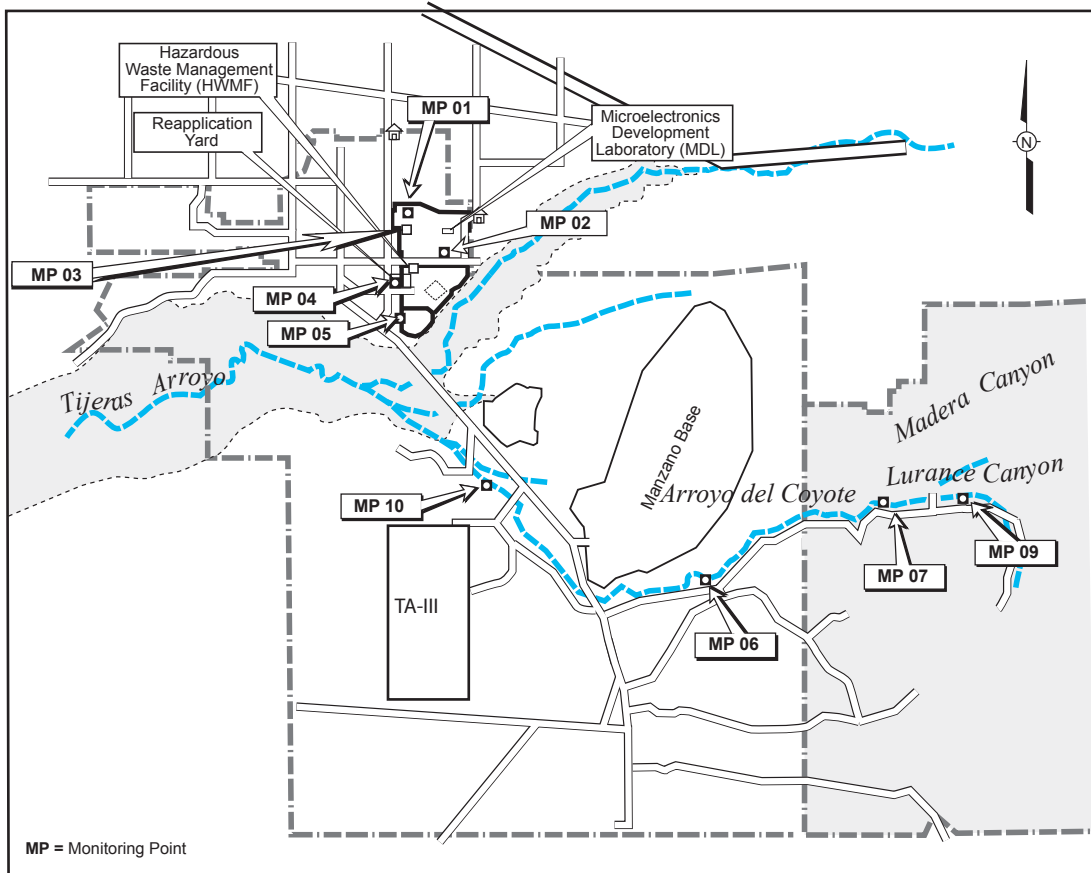 Hazardous
Waste Management
Facility (HWMF)
MP 01
Reapplication
Yard
Microelectronics
Development
Laboratory (MDL)
N
MP 02
MP 03
MP 04
MP 05
Tijeras Arroyo
Madera Canyon
Manzano Base
Arroyo del Coyote
Lurance Canyon
MP 10
MP 09
MP 07
TA-III
MP 06
MP = Monitoring Point